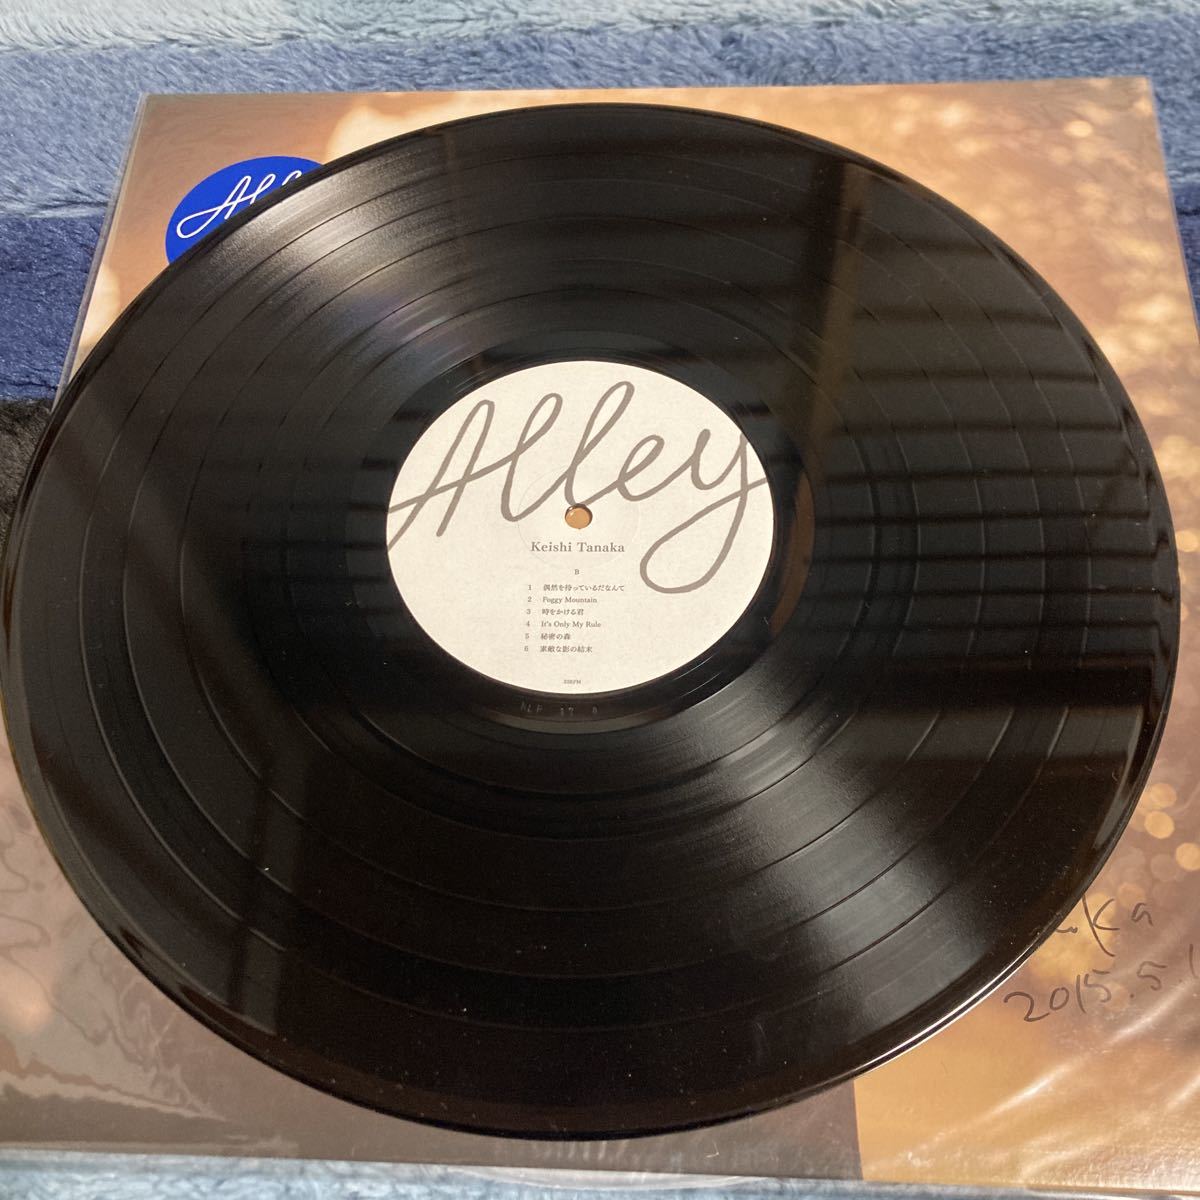 Alley
Keishi Tanaka
B
1 偶然を待っているだなんて
2 Foggy Mountain
3 時をかける君
4 It's Only My Rule
5 秘密の森
6 素敵な影の結末
33RPM
2015.5.1